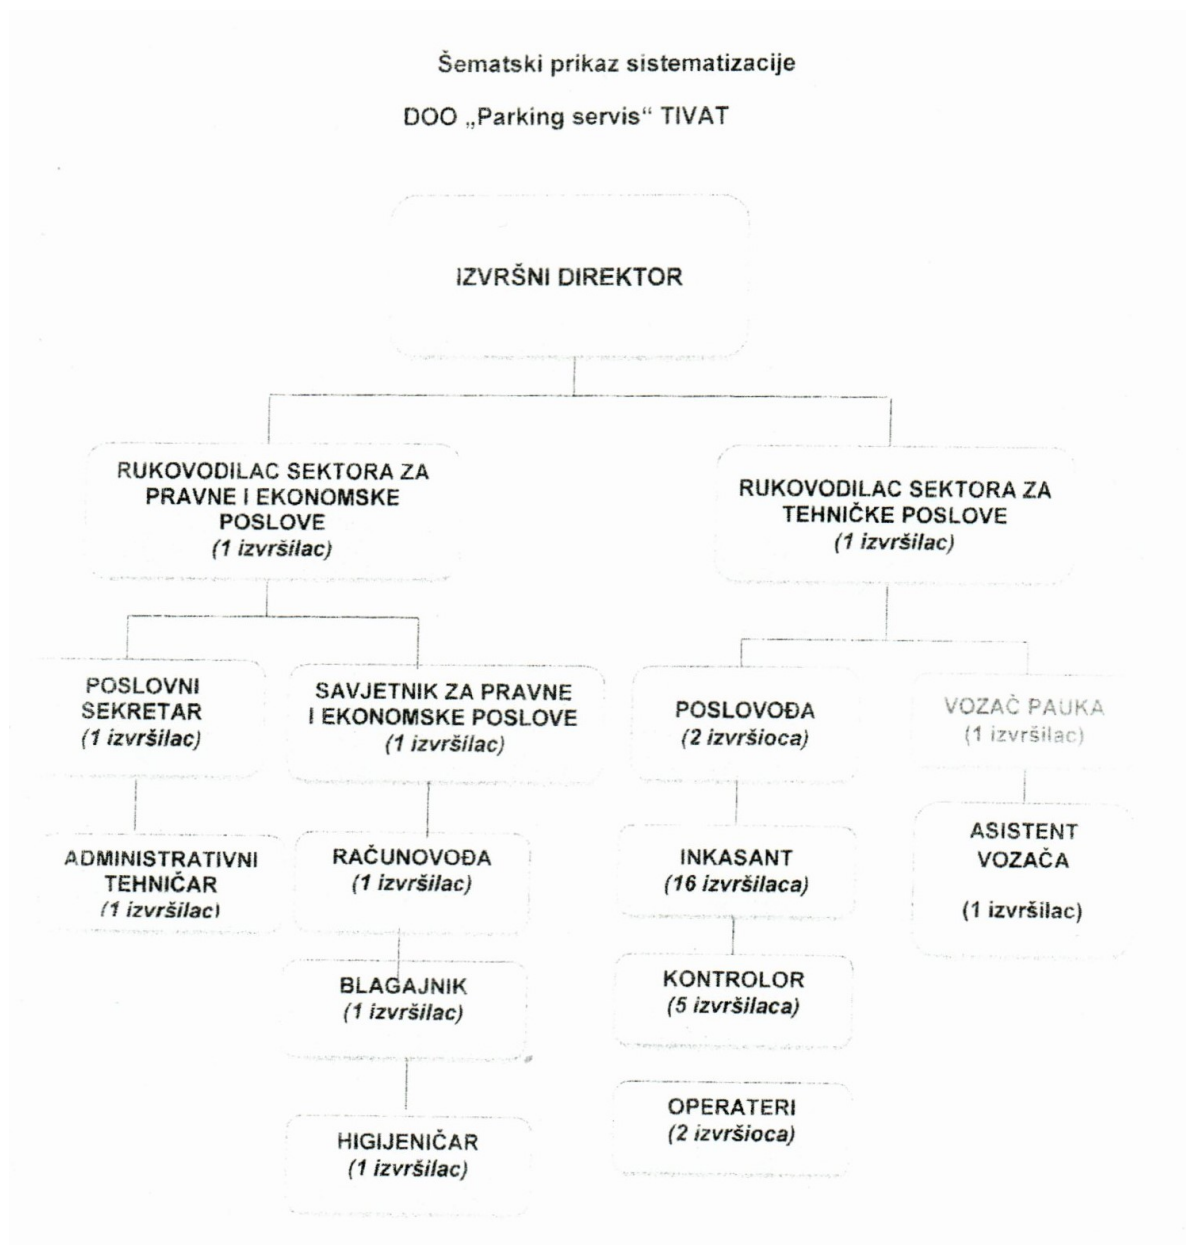 Šematski prikaz sistematizacije
DOO „Parking servis“ TIVAT
IZVRŠNI DIREKTOR
RUKOVODILAC SEKTORA ZA
PRAVNE I EKONOMSKE
POSLOVE
(1 izvršilac)
RUKOVODILAC SEKTORA ZA
TEHNIČKE POSLOVE
(1 izvršilac)
POSLOVNI
SEKRETAR
(1 izvršilac)
SAVJETNIK ZA PRAVNE
I EKONOMSKE POSLOVE
(1 izvršilac)
POSLOVOĐA
(2 izvršioca)
VOZAČ PAUKA
(1 izvršilac)
ADMINISTRATIVNI
TEHNIČAR
(1 izvršilac)
RAČUNOVOĐA
(1 izvršilac)
INKASANT
(16 izvršilaca)
ASISTENT
VOZAČA
(1 izvršilac)
BLAGAJNIK
(1 izvršilac)
KONTROLOR
(5 izvršilaca)
OPERATERI
(2 izvršioca)
HIGIJENIČAR
(1 izvršilac)